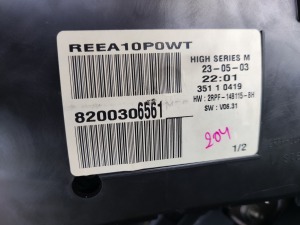 REEA10P0WT
HIGH SERIES M
23-05-03
22:01
351 1 0419
HW : 2RPF-14B115-BH
SW : V06.31
8200306561
204
1/2